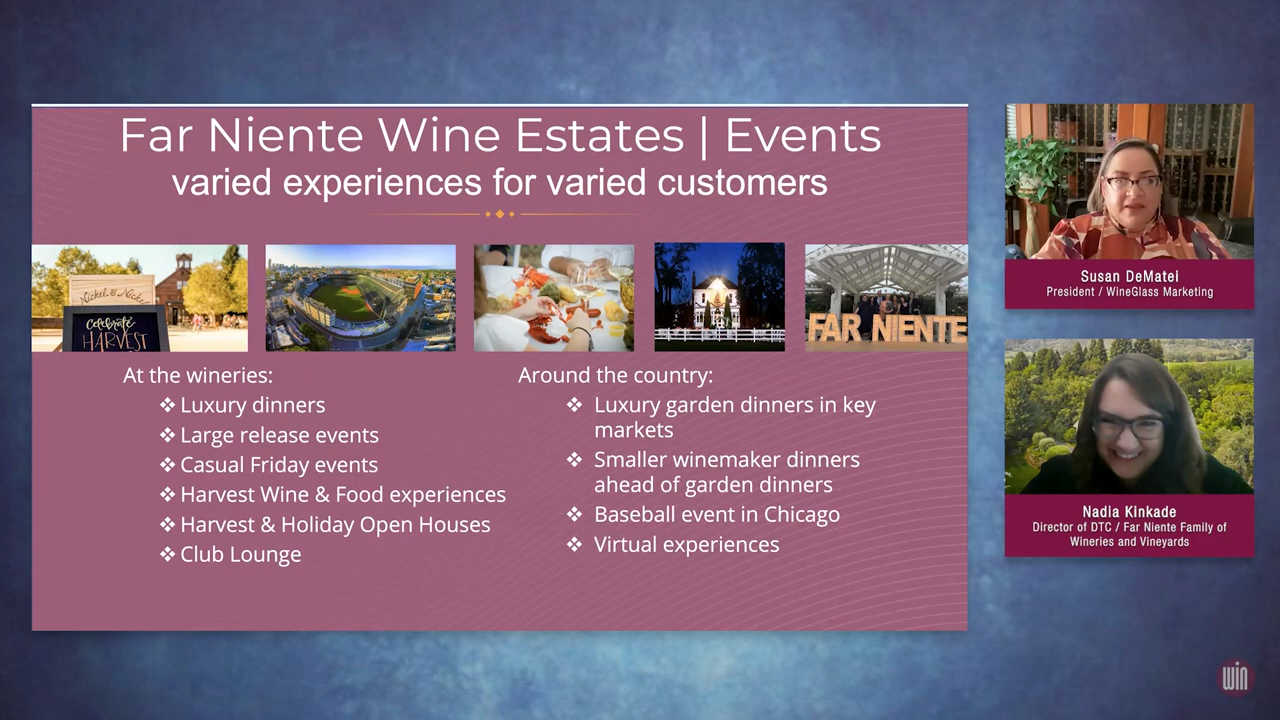 Far Niente Wine Estates | Events
varied experiences for varied customers
Nickel & Nickel
Celebrate
HARVEST
FAR NIENTE
At the wineries:
❖ Luxury dinners
❖ Large release events
❖ Casual Friday events
❖ Harvest Wine & Food experiences
❖ Harvest & Holiday Open Houses
❖ Club Lounge
Around the country:
❖ Luxury garden dinners in key
markets
❖ Smaller winemaker dinners
ahead of garden dinners
❖ Baseball event in Chicago
❖ Virtual experiences
Susan DeMatei
President / WineGlass Marketing
Nadia Kinkade
Director of DTC / Far Niente Family of
Wineries and Vineyards
win